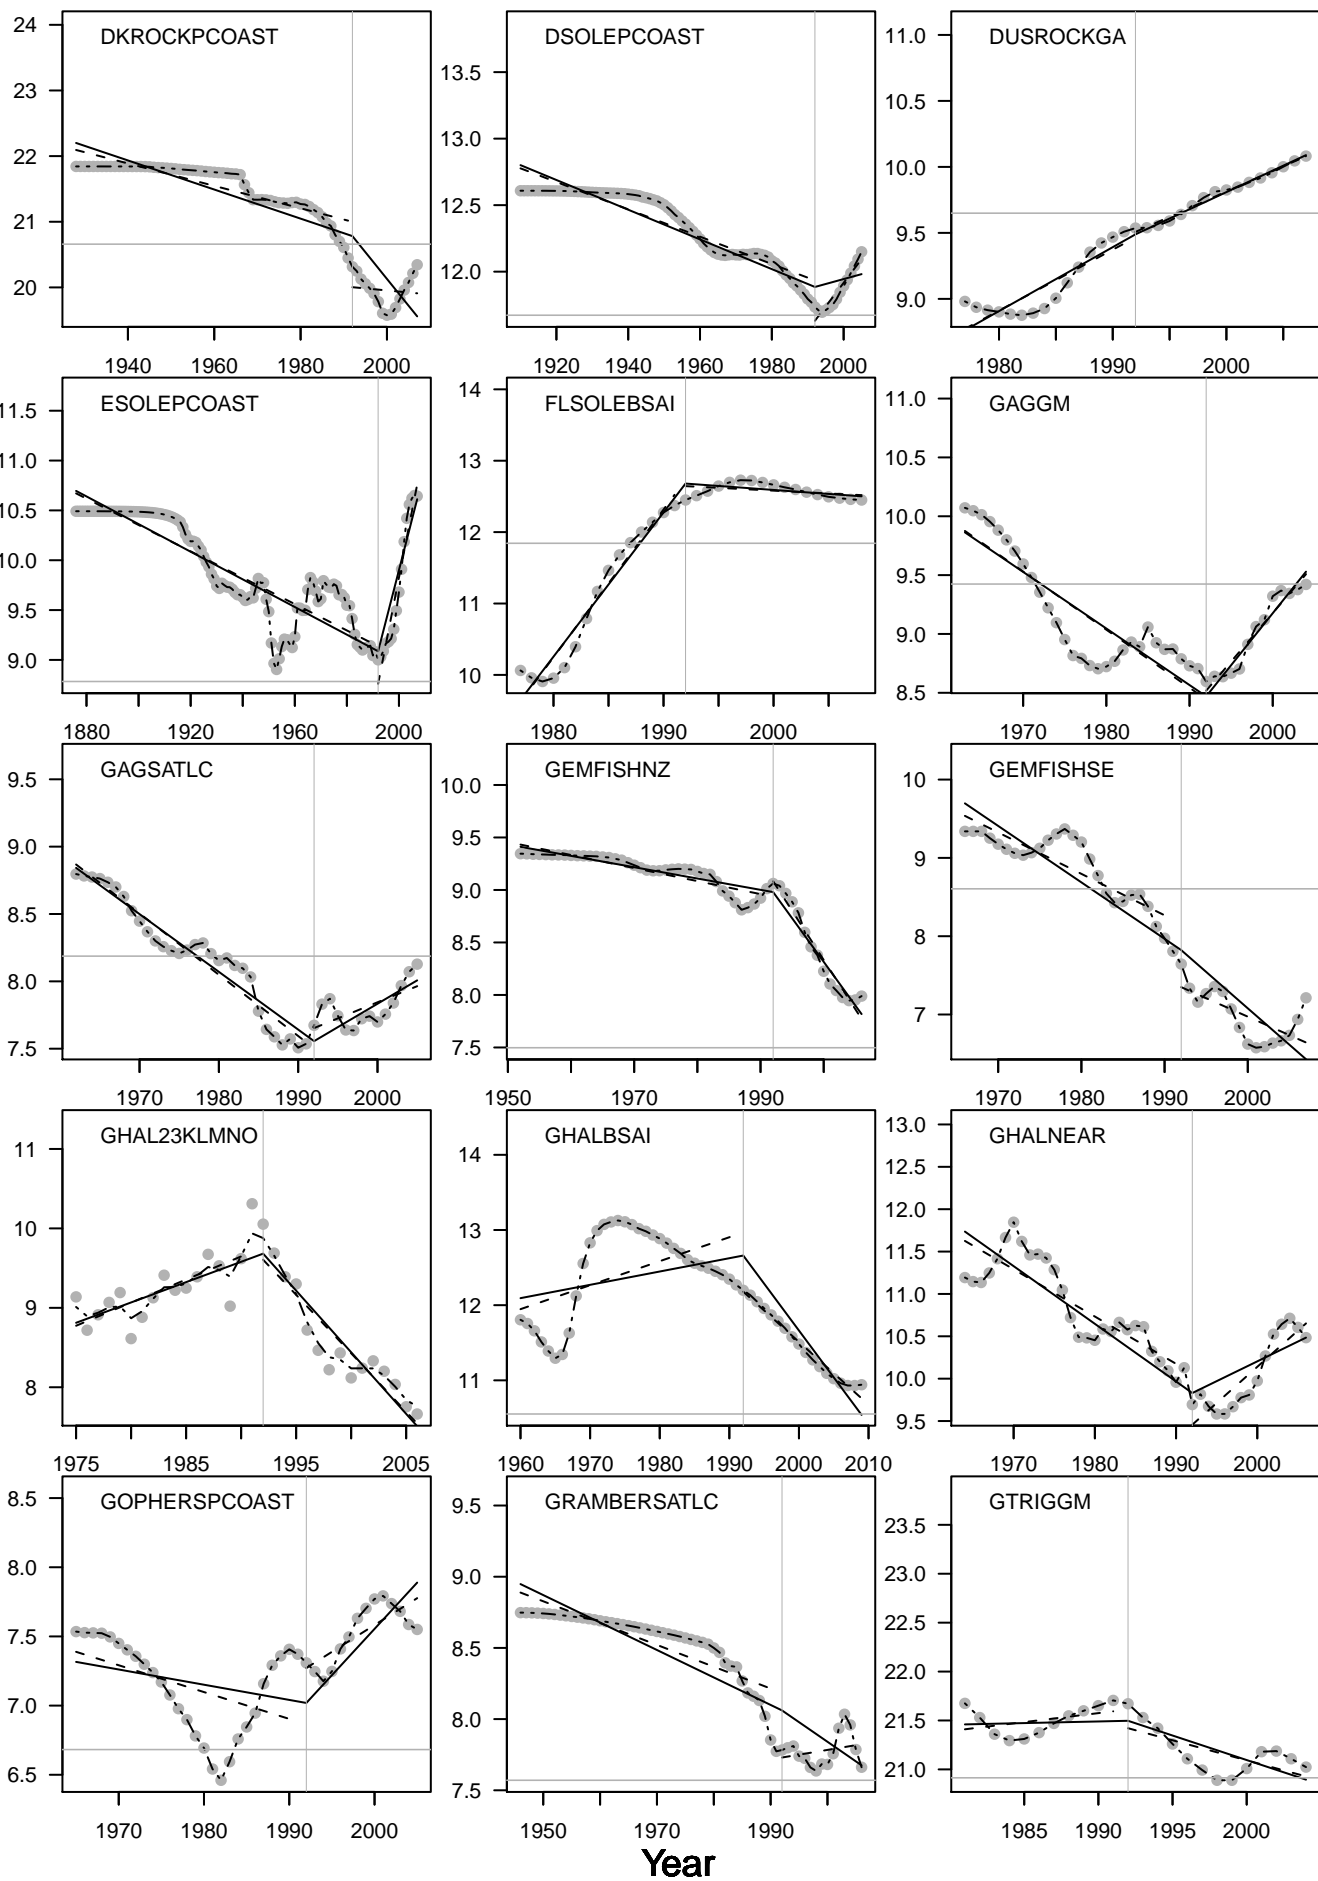 DKROCKPCOAST
24
23
22
21
20
1940 1960 1980 2000
DSOLEPCOAST
13.5
13.0
12.5
12.0
1920 1940 1960 1980 2000
DUSROCKGA
11.0
10.5
10.0
9.5
9.0
1980 1990 2000
ESOLEPCOAST
11.5
11.0
10.5
10.0
9.5
9.0
1880 1920 1960 2000
FLSOLEBSAI
14
13
12
11
10
1980 1990 2000
GAGGM
11.0
10.5
10.0
9.5
9.0
8.5
1970 1980 1990 2000
GAGSATLC
9.5
9.0
8.5
8.0
7.5
1970 1980 1990 2000
GEMFISHNZ
10.0
9.5
9.0
8.5
8.0
7.5
1950 1970 1990
GEMFISHSE
10
9
8
7
1970 1980 1990 2000
GHAL23KLMNO
11
10
9
8
1975 1985 1995 2005
GHALBSAI
14
13
12
11
1960 1970 1980 1990 2000 2010
GHALNEAR
13.0
12.5
12.0
11.5
11.0
10.5
10.0
9.5
1970 1980 1990 2000
GOPHERSPCOAST
8.5
8.0
7.5
7.0
6.5
1970 1980 1990 2000
GRAMBERSATLC
9.5
9.0
8.5
8.0
7.5
1950 1970 1990
GTRIGGM
23.5
23.0
22.5
22.0
21.5
21.0
1985 1990 1995 2000
Year